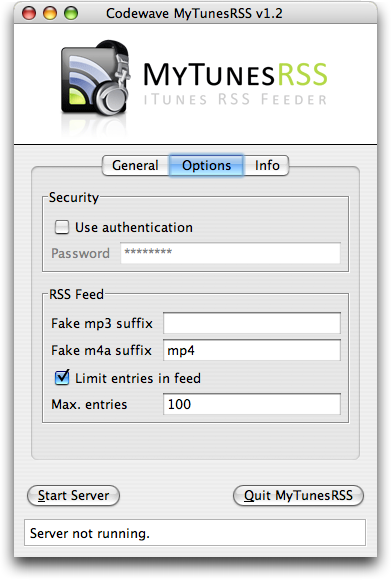 Codewave MyTunesRSS v1.2
MYTUNESRSS
ITUNES RSS FEEDER
General Options Info
Security
Use authentication
Password ********
RSS Feed
Fake mp3 suffix
Fake m4a suffix mp4
Limit entries in feed
Max. entries 100
Start Server Quit MyTunesRSS
Server not running.